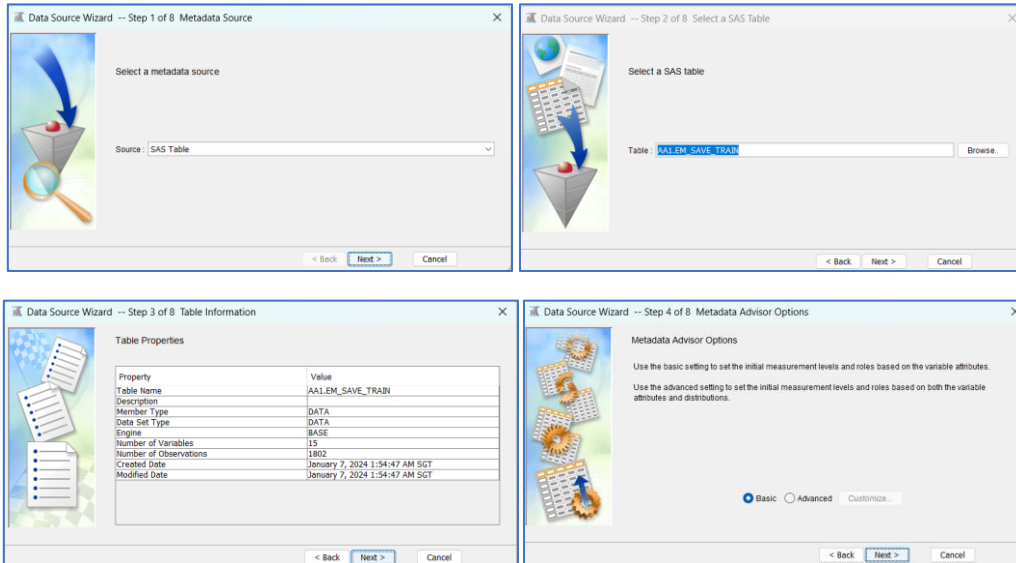 Data Source Wizard -- Step 1 of 8 Metadata Source
Select a metadata source
Source : SAS Table
< Back Next > Cancel
Data Source Wizard -- Step 2 of 8 Select a SAS Table
Select a SAS table
Table : AA1.EM_SAVE_TRAIN Browse..
< Back Next > Cancel
Data Source Wizard -- Step 3 of 8 Table Information
Table Properties
Property Value
Table Name AA1.EM_SAVE_TRAIN
Description
Member Type DATA
Data Set Type DATA
Engine BASE
Number of Variables 15
Number of Observations 1802
Created Date January 7, 2024 1:54:47 AM SGT
Modified Date January 7, 2024 1:54:47 AM SGT
< Back Next > Cancel
Data Source Wizard -- Step 4 of 8 Metadata Advisor Options
Metadata Advisor Options
Use the basic setting to set the initial measurement levels and roles based on the variable attributes.
Use the advanced setting to set the initial measurement levels and roles based on both the variable
attributes and distributions.
Basic Advanced Customize...
< Back Next > Cancel